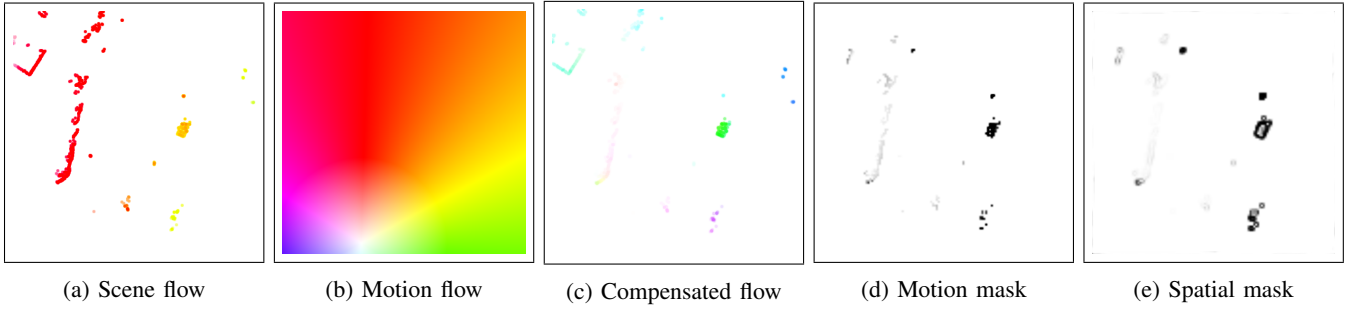 (a) Scene flow
(b) Motion flow
(c) Compensated flow
(d) Motion mask
(e) Spatial mask